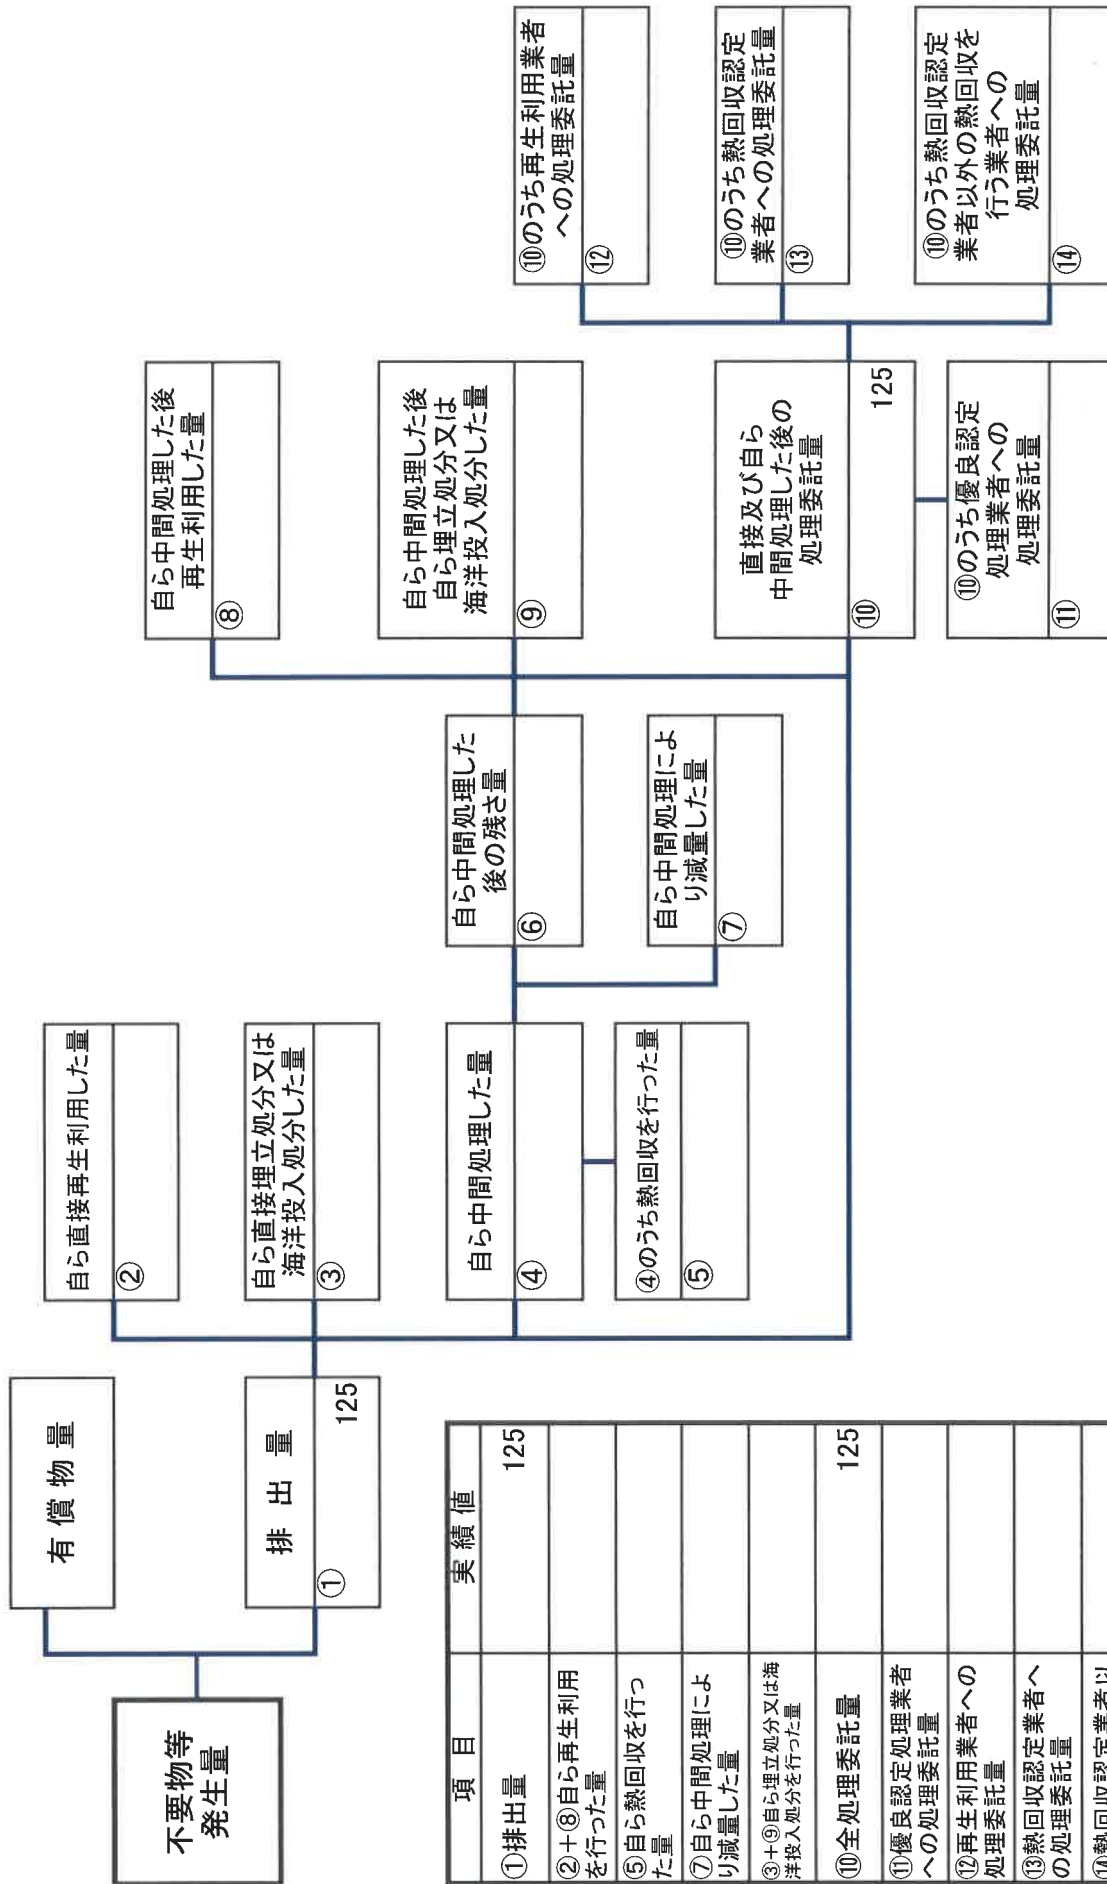 不要物等
発生量
有償物量
排出量
①
125
自ら直接再生利用した量
②
自ら直接埋立処分又は
海洋投入処分した量
③
自ら中間処理した量
④
④のうち熱回収を行った量
⑤
自ら中間処理した
後の残さ量
⑥
自ら中間処理によ
り減量した量
⑦
自ら中間処理した後
再生利用した量
⑧
自ら中間処理した後
自ら埋立処分又は
海洋投入処分した量
⑨
直接及び自ら
中間処理した後の
処理委託量
⑩
125
⑩のうち優良認定
処理業者への
処理委託量
⑪
⑩のうち再生利用業者
への処理委託量
⑫
⑩のうち熱回収認定
業者への処理委託量
⑬
⑩のうち熱回収認定
業者以外の熱回収を
行う業者への
処理委託量
⑭
項目
実績値
①排出量
125
②+⑧自ら再生利用
を行った量
⑤自ら熱回収を行っ
た量
⑦自ら中間処理によ
り減量した量
③+⑨自ら埋立処分又は海
洋投入処分を行った量
⑩全処理委託量
125
⑪優良認定処理業者
への処理委託量
⑫再生利用業者への
処理委託量
⑬熱回収認定業者へ
の処理委託量
⑭熱回収認定業者以